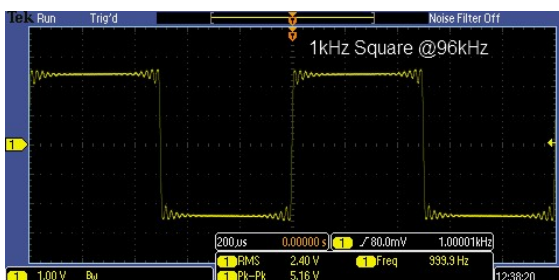 Tek Run Trig'd Noise Filter Off
1kHz Square @96kHz
1
200µs 0.00000 s 1 80.0mV 1.00001kHz
1 RMS 2.40 V 1 Freq 999.9 Hz
1 1.00 V Bw 1 Pk-Pk 5.16 V 12:38:20